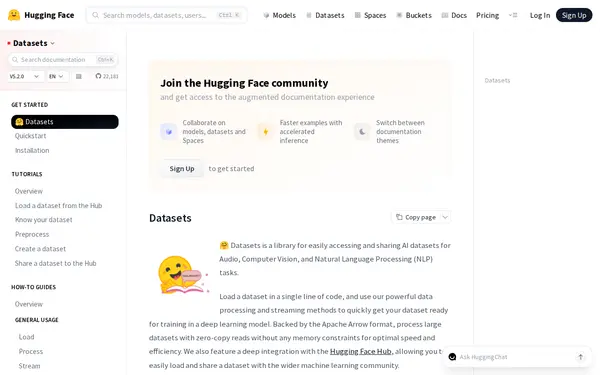 Hugging Face
Search models, datasets, users...
Ctrl K
Models
Datasets
Spaces
Buckets
Docs
Pricing
Log In
Sign Up
Datasets
Search documentation
Ctrl+K
V5.2.0
EN
22,181
GET STARTED
🤗 Datasets
Quickstart
Installation
TUTORIALS
Overview
Load a dataset from the Hub
Know your dataset
Preprocess
Create a dataset
Share a dataset to the Hub
HOW-TO GUIDES
Overview
GENERAL USAGE
Load
Process
Stream
Join the Hugging Face community
and get access to the augmented documentation experience
Collaborate on
models, datasets and
Spaces
Faster examples with
accelerated
inference
Switch between
documentation
themes
Sign Up
to get started
Datasets
Copy page
🤗 Datasets is a library for easily accessing and sharing AI datasets for
Audio, Computer Vision, and Natural Language Processing (NLP)
tasks.
Load a dataset in a single line of code, and use our powerful data
processing and streaming methods to quickly get your dataset ready
for training in a deep learning model. Backed by the Apache Arrow format, process large
datasets with zero-copy reads without any memory constraints for optimal speed and
efficiency. We also feature a deep integration with the Hugging Face Hub, allowing you to
easily load and share a dataset with the wider machine learning community.
Datasets
Ask HuggingChat